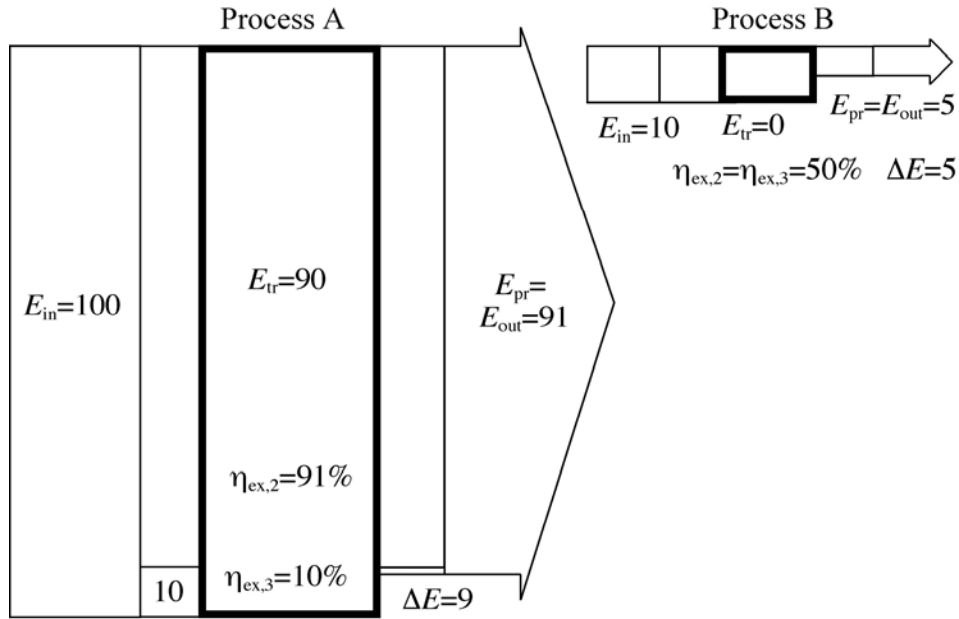 Process A
E_in=100
10
E_tr=90
η_ex,2=91%
η_ex,3=10%
ΔE=9
E_pr=
E_out=91
Process B
E_in=10
E_tr=0
E_pr=E_out=5
η_ex,2=η_ex,3=50% ΔE=5